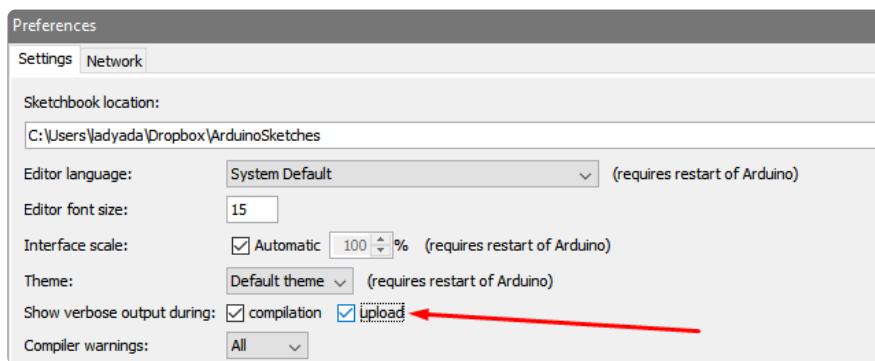 Preferences
Settings Network
Sketchbook location:
C:\Users\ladyada\Dropbox\ArduinoSketches
Editor language: System Default (requires restart of Arduino)
Editor font size: 15
Interface scale: Automatic 100 % (requires restart of Arduino)
Theme: Default theme (requires restart of Arduino)
Show verbose output during: compilation upload
Compiler warnings: All